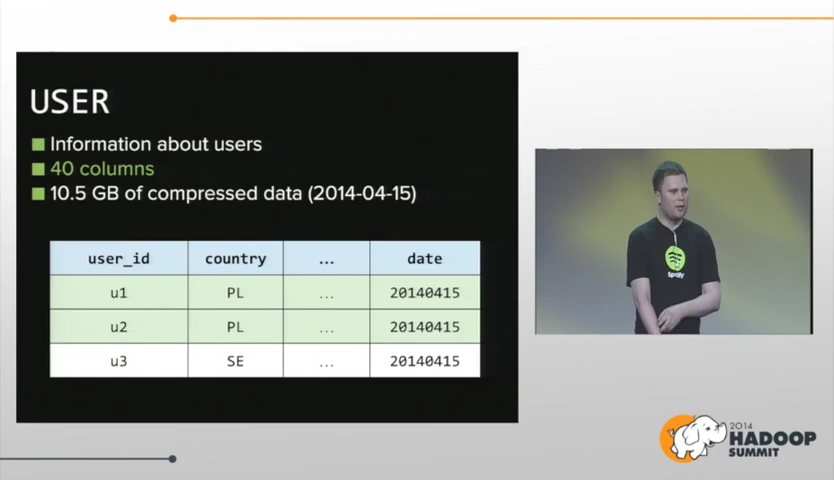 USER
Information about users
40 columns
10.5 GB of compressed data (2014-04-15)
user_id country ... date
u1 PL ... 20140415
u2 PL ... 20140415
u3 SE ... 20140415
Spotify
2014
HADOOP
SUMMIT